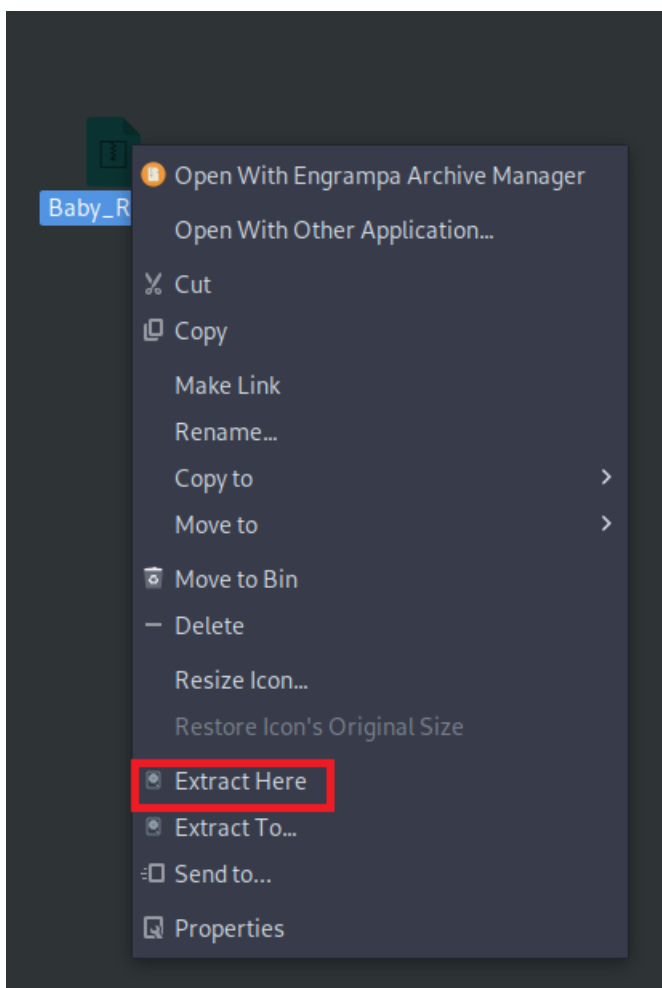 Baby_R
Open With Engrampa Archive Manager
Open With Other Application...
Cut
Copy
Make Link
Rename...
Copy to
Move to
Move to Bin
Delete
Resize Icon...
Restore Icon's Original Size
Extract Here
Extract To...
Send to...
Properties